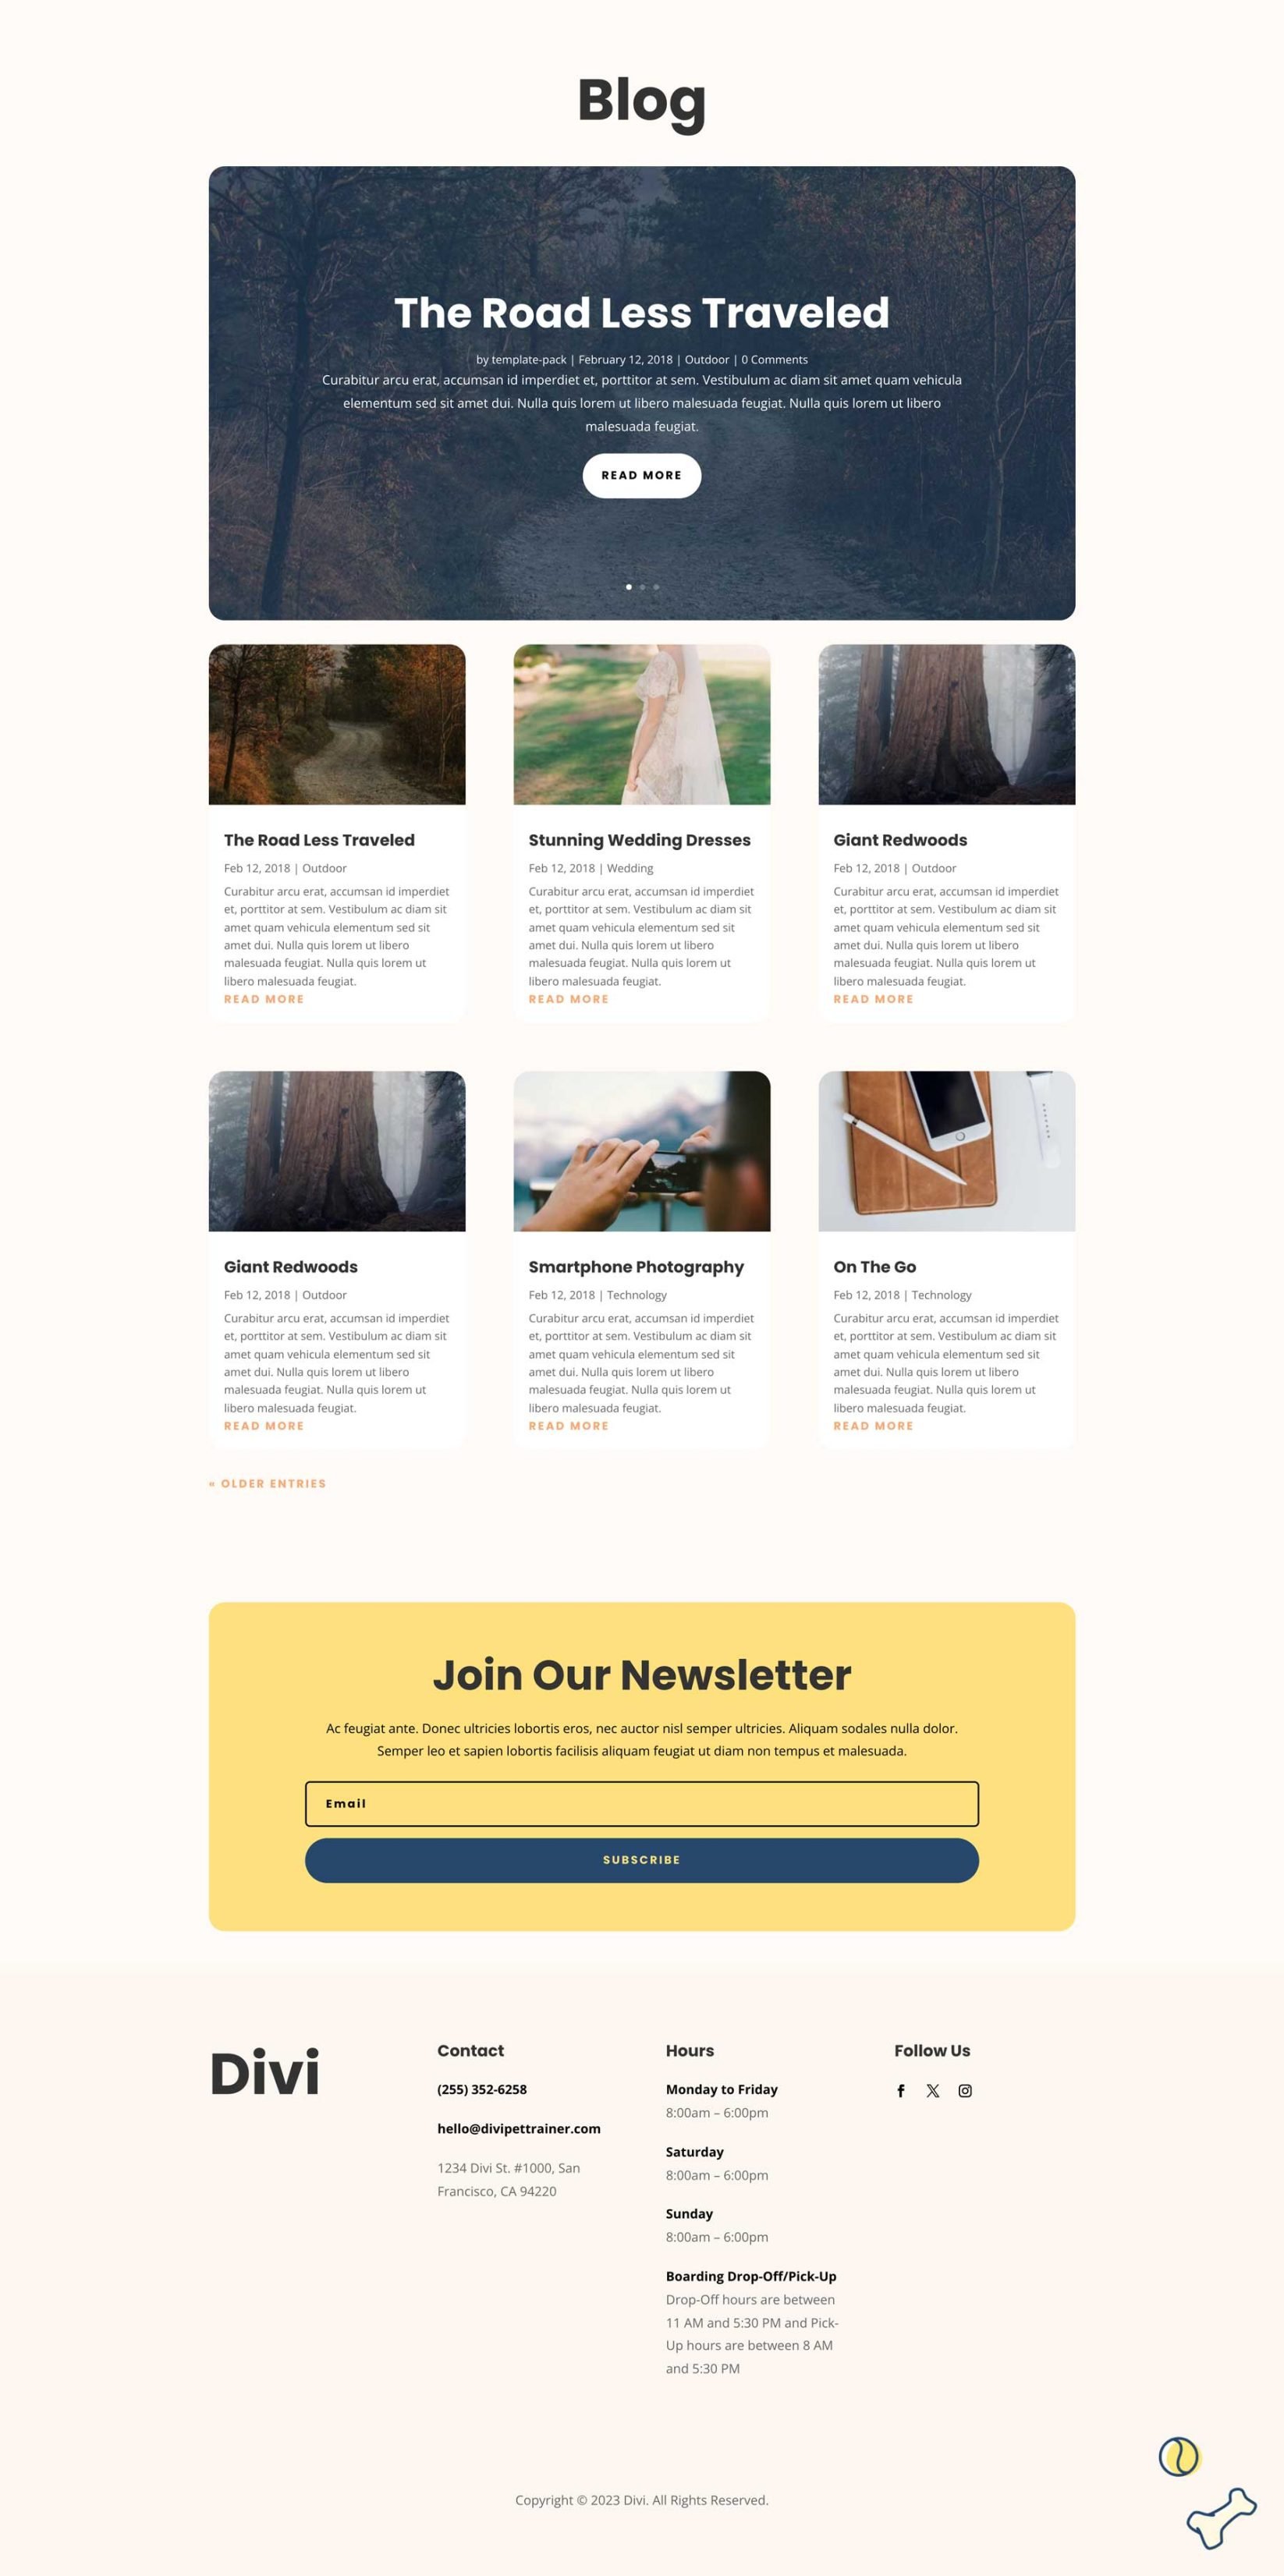 Blog
The Road Less Traveled
by template-pack | February 12, 2018 | Outdoor | 0 Comments
Curabitur arcu erat, accumsan id imperdiet et, porttitor at sem. Vestibulum ac diam sit amet quam vehicula
elementum sed sit amet dui. Nulla quis lorem ut libero malesuada feugiat. Nulla quis lorem ut libero
malesuada feugiat.
READ MORE
The Road Less Traveled
Feb 12, 2018 | Outdoor
Curabitur arcu erat, accumsan id imperdiet
et, porttitor at sem. Vestibulum ac diam sit
amet quam vehicula elementum sed sit
amet dui. Nulla quis lorem ut libero
malesuada feugiat. Nulla quis lorem ut
libero malesuada feugiat.
READ MORE
Stunning Wedding Dresses
Feb 12, 2018 | Wedding
Curabitur arcu erat, accumsan id imperdiet
et, porttitor at sem. Vestibulum ac diam sit
amet quam vehicula elementum sed sit
amet dui. Nulla quis lorem ut libero
malesuada feugiat. Nulla quis lorem ut
libero malesuada feugiat.
READ MORE
Giant Redwoods
Feb 12, 2018 | Outdoor
Curabitur arcu erat, accumsan id imperdiet
et, porttitor at sem. Vestibulum ac diam sit
amet quam vehicula elementum sed sit
amet dui. Nulla quis lorem ut libero
malesuada feugiat. Nulla quis lorem ut
libero malesuada feugiat.
READ MORE
Giant Redwoods
Feb 12, 2018 | Outdoor
Curabitur arcu erat, accumsan id imperdiet
et, porttitor at sem. Vestibulum ac diam sit
amet quam vehicula elementum sed sit
amet dui. Nulla quis lorem ut libero
malesuada feugiat. Nulla quis lorem ut
libero malesuada feugiat.
READ MORE
Smartphone Photography
Feb 12, 2018 | Technology
Curabitur arcu erat, accumsan id imperdiet
et, porttitor at sem. Vestibulum ac diam sit
amet quam vehicula elementum sed sit
amet dui. Nulla quis lorem ut libero
malesuada feugiat. Nulla quis lorem ut
libero malesuada feugiat.
READ MORE
On The Go
Feb 12, 2018 | Technology
Curabitur arcu erat, accumsan id imperdiet
et, porttitor at sem. Vestibulum ac diam sit
amet quam vehicula elementum sed sit
amet dui. Nulla quis lorem ut libero
malesuada feugiat. Nulla quis lorem ut
libero malesuada feugiat.
READ MORE
« OLDER ENTRIES
Join Our Newsletter
Ac feugiat ante. Donec ultricies lobortis eros, nec auctor nisl semper ultricies. Aliquam sodales nulla dolor.
Semper leo et sapien lobortis facilisis aliquam feugiat ut diam non tempus et malesuada.
Email
SUBSCRIBE
Divi
Contact
(255) 352-6258
hello@divipettrainer.com
1234 Divi St. #1000, San
Francisco, CA 94220
Hours
Monday to Friday
8:00am – 6:00pm
Saturday
8:00am – 6:00pm
Sunday
8:00am – 6:00pm
Boarding Drop-Off/Pick-Up
Drop-Off hours are between
11 AM and 5:30 PM and Pick-
Up hours are between 8 AM
and 5:30 PM
Follow Us
Copyright © 2023 Divi. All Rights Reserved.